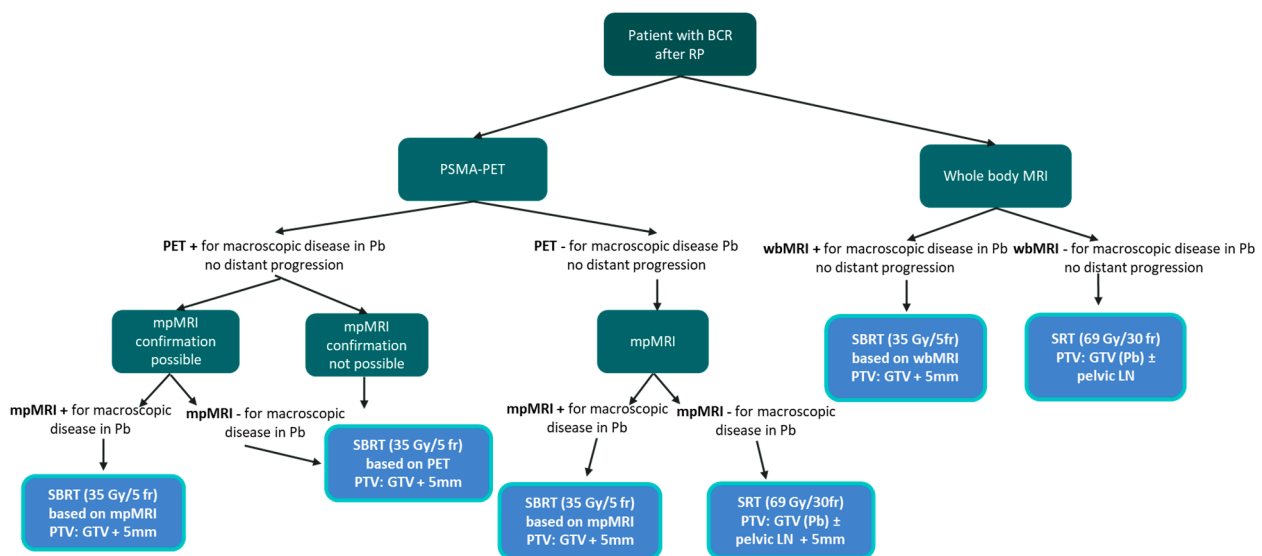 Patient with BCR
after RP
PSMA-PET
Whole body MRI
PET + for macroscopic disease in Pb
no distant progression
PET - for macroscopic disease Pb
no distant progression
wbMRI + for macroscopic disease in Pb
no distant progression
wbMRI - for macroscopic disease in Pb
no distant progression
mpMRI
confirmation
possible
mpMRI
confirmation
not possible
mpMRI
SBRT (35 Gy/5fr)
based on wbMRI
PTV: GTV + 5mm
SRT (69 Gy/30 fr)
PTV: GTV (Pb) ±
pelvic LN
mpMRI + for macroscopic
disease in Pb
mpMRI - for macroscopic
disease in Pb
mpMRI + for macroscopic
disease in Pb
mpMRI - for macroscopic
disease in Pb
SBRT (35 Gy/5 fr)
based on mpMRI
PTV: GTV + 5mm
SBRT (35 Gy/5 fr)
based on PET
PTV: GTV + 5mm
SBRT (35 Gy/5 fr)
based on mpMRI
PTV: GTV + 5mm
SRT (69 Gy/30fr)
PTV: GTV (Pb) ±
pelvic LN + 5mm